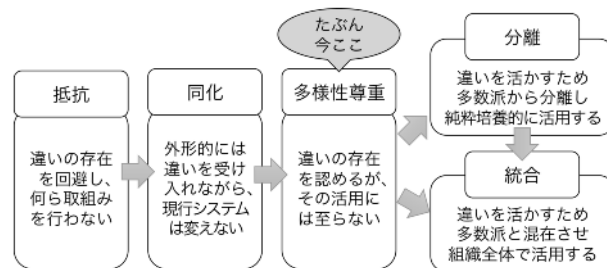 たぶん
今ここ
抵抗
違いの存在
を回避し、
何ら取組み
を行わない
同化
外形的には
違いを受け
入れながら、
現行システム
は変えない
多様性尊重
違いの存在
を認めるが、
その活用に
は至らない
分離
違いを活かすため
多数派から分離し
純粋培養的に活用する
統合
違いを活かすため
多数派と混在させ
組織全体で活用する